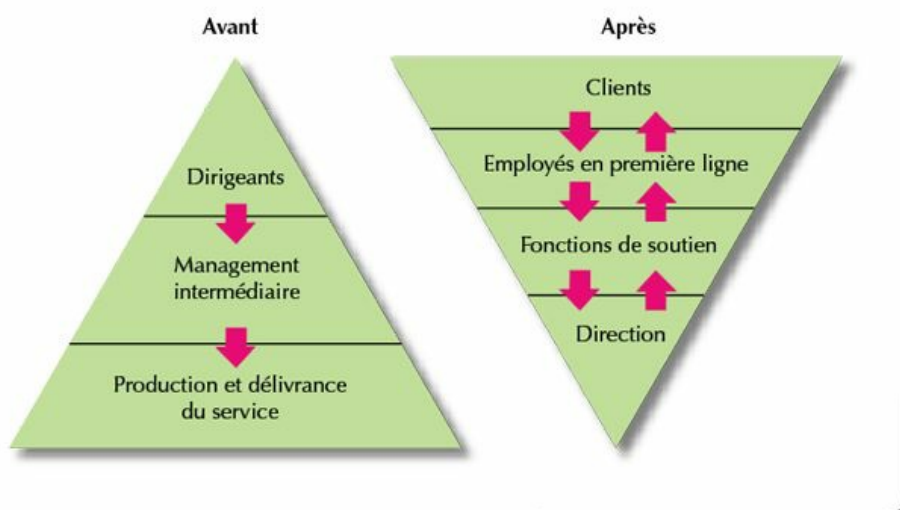 Avant
Dirigeants
Management
intermédiaire
Production et délivrance
du service
Après
Clients
Employés en première ligne
Fonctions de soutien
Direction